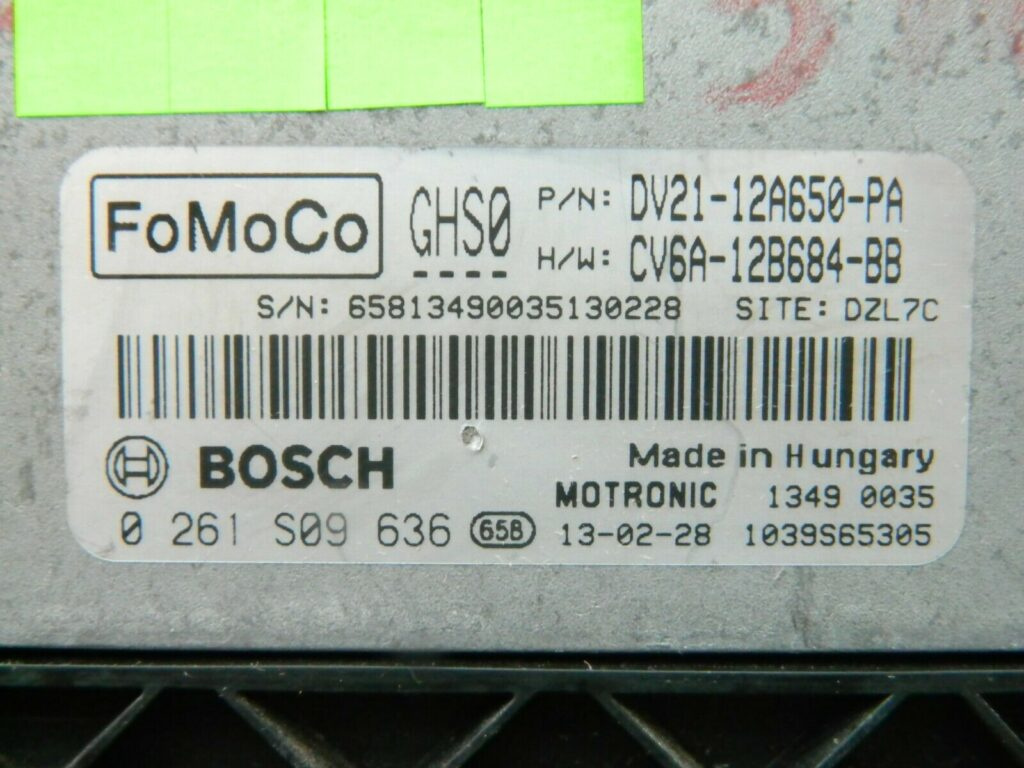 FoMoCo GHS0 P/N: DV21-12A650-PA
H/W: CV6A-12B684-BB
S/N: 65813490035130228 SITE: DZL7C
BOSCH Made in Hungary
MOTRONIC 1349 0035
0 261 S09 636 658 13-02-28 1039S65305